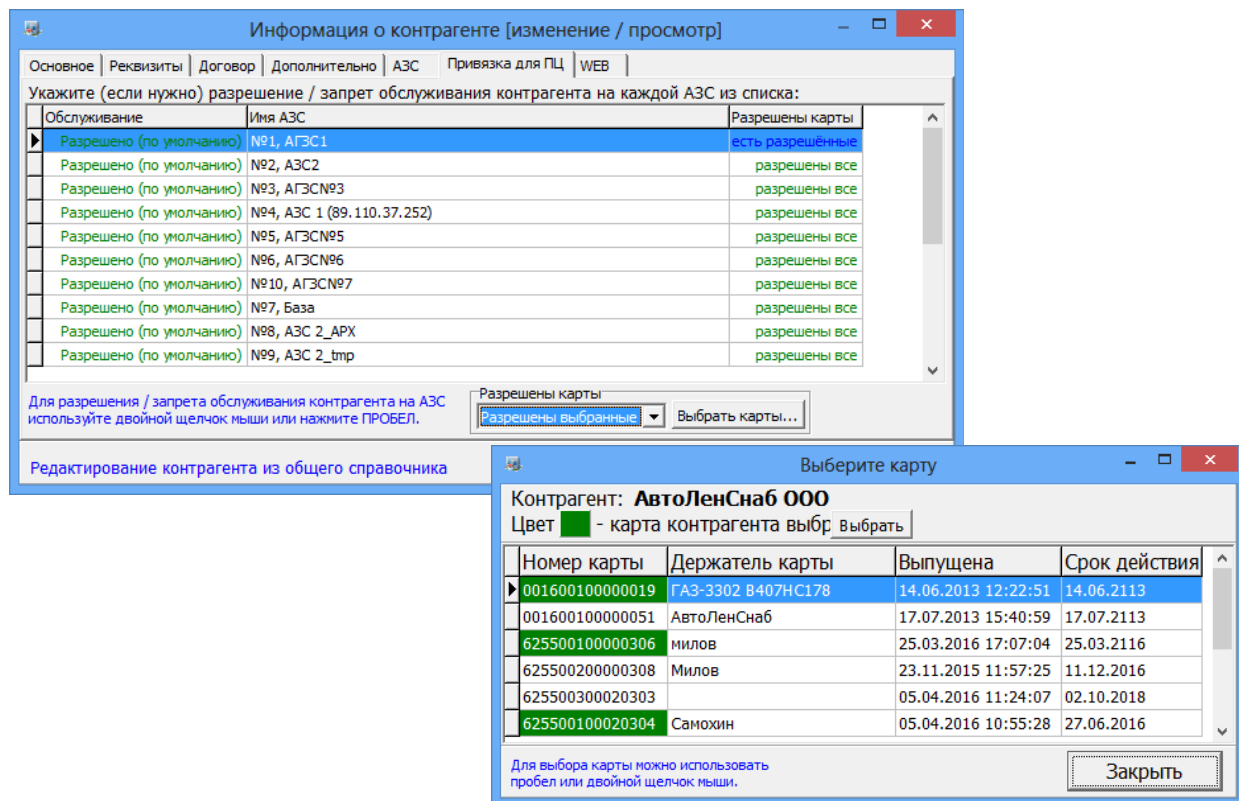 Информация о контрагенте [изменение / просмотр]
Основное Реквизиты Договор Дополнительно АЗС Привязка для ПЦ WEB
Укажите (если нужно) разрешение / запрет обслуживания контрагента на каждой АЗС из списка:
Обслуживание Имя АЗС Разрешены карты
Разрешено (по умолчанию) №1, АГЗС1 есть разрешённые
Разрешено (по умолчанию) №2, АЗС2 разрешены все
Разрешено (по умолчанию) №3, АГЗС№3 разрешены все
Разрешено (по умолчанию) №4, АЗС 1 (89.110.37.252) разрешены все
Разрешено (по умолчанию) №5, АГЗС№5 разрешены все
Разрешено (по умолчанию) №6, АГЗС№6 разрешены все
Разрешено (по умолчанию) №10, АГЗС№7 разрешены все
Разрешено (по умолчанию) №7, База разрешены все
Разрешено (по умолчанию) №8, АЗС 2_АРХ разрешены все
Разрешено (по умолчанию) №9, АЗС 2_tmp разрешены все
Для разрешения / запрета обслуживания контрагента на АЗС
используйте двойной щелчок мыши или нажмите ПРОБЕЛ.
Разрешены карты
Разрешены выбранные Выбрать карты...
Редактирование контрагента из общего справочника
Выберите карту
Контрагент: АвтоЛенСнаб ООО
Цвет - карта контрагента выбр Выбрать
Номер карты Держатель карты Выпущена Срок действия
001600100000019 ГАЗ-3302 В407НС178 14.06.2013 12:22:51 14.06.2113
001600100000051 АвтоЛенСнаб 17.07.2013 15:40:59 17.07.2113
625500100000306 милов 25.03.2016 17:07:04 25.03.2116
625500200000308 Милов 23.11.2015 11:57:25 11.12.2016
625500300020303 05.04.2016 11:24:07 02.10.2018
625500100020304 Самохин 05.04.2016 10:55:28 27.06.2016
Для выбора карты можно использовать
пробел или двойной щелчок мыши.
Закрыть